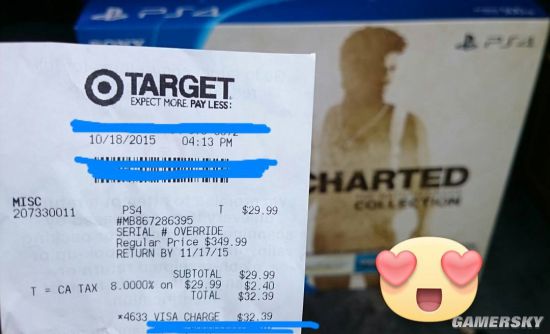 PS4
PS4
SONY
TARGET
EXPECT MORE. PAY LESS:
10/18/2015 04:13 PM
MISC
207330011 PS4 T $29.99
#MB867286395
SERIAL # OVERRIDE
Regular Price $349.99
RETURN BY 11/17/15
SUBTOTAL $29.99
T = CA TAX 8.0000% on $29.99 $2.40
TOTAL $32.39
*4633 VISA CHARGE $32.39
CHARTED
COLLECTION
GAMERSKY